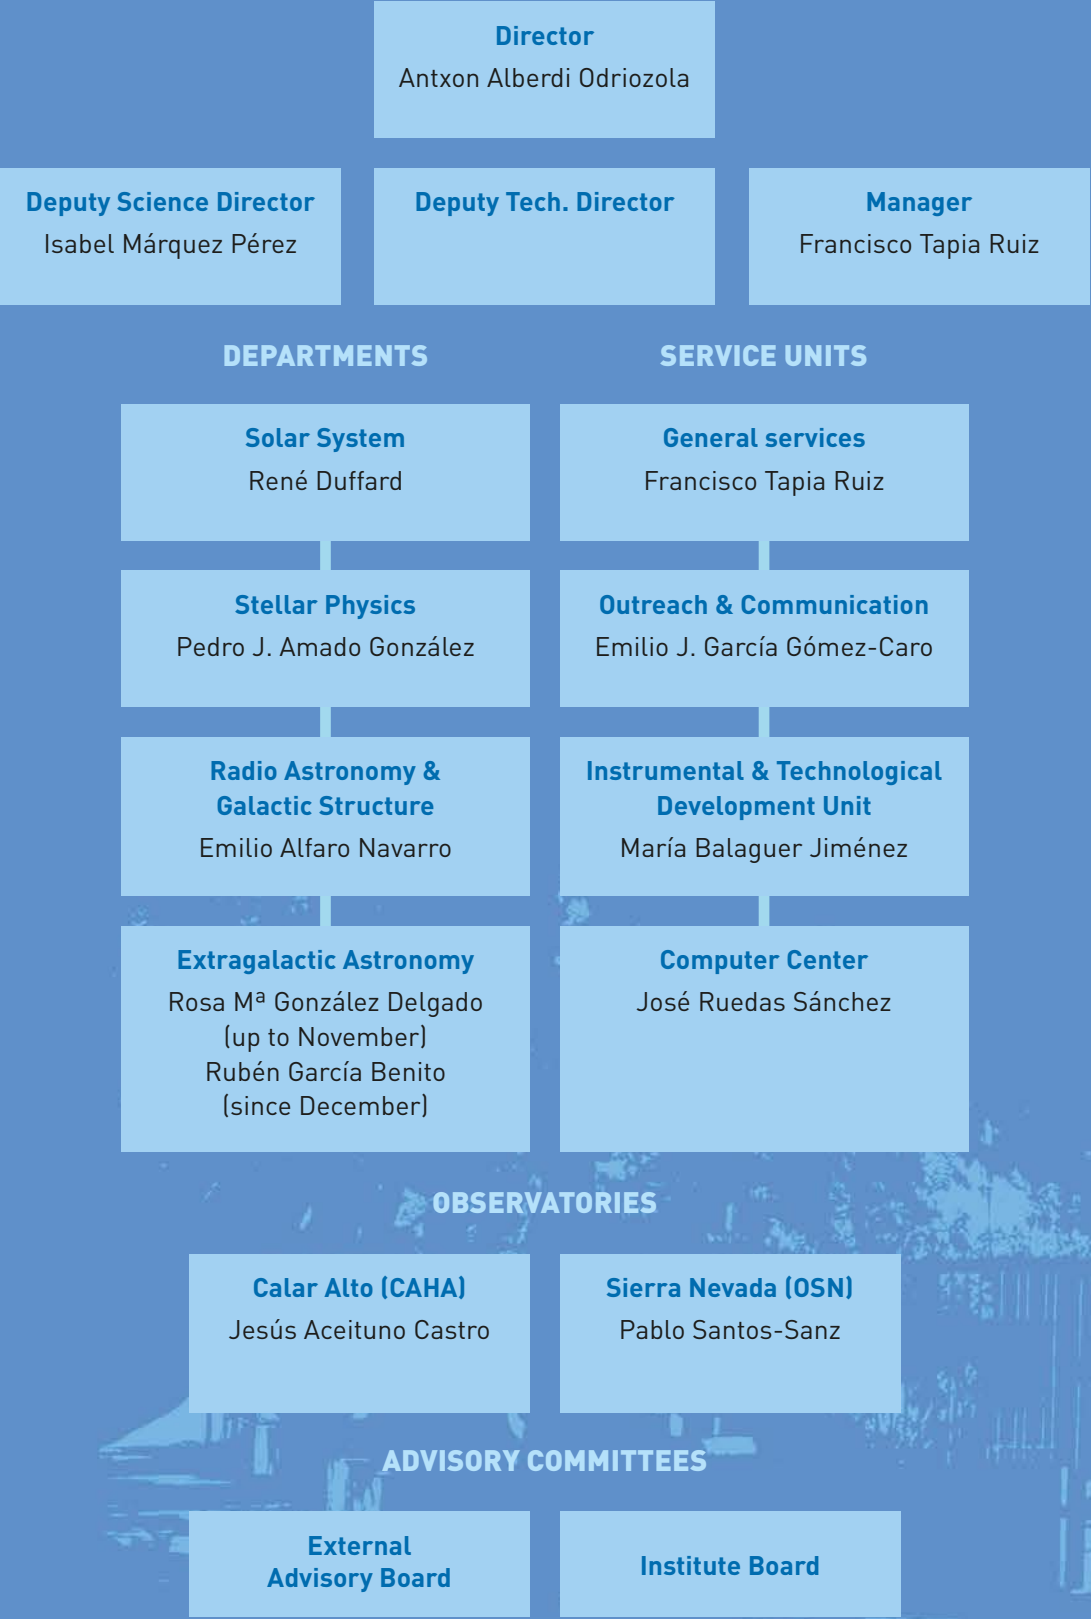 Director
Antxon Alberdi Odriozola
Deputy Science Director
Isabel Márquez Pérez
Deputy Tech. Director
Manager
Francisco Tapia Ruiz
DEPARTMENTS
Solar System
René Duffard
Stellar Physics
Pedro J. Amado González
Radio Astronomy &
Galactic Structure
Emilio Alfaro Navarro
Extragalactic Astronomy
Rosa Mª González Delgado
(up to November)
Rubén García Benito
(since December)
SERVICE UNITS
General services
Francisco Tapia Ruiz
Outreach & Communication
Emilio J. García Gómez-Caro
Instrumental & Technological
Development Unit
María Balaguer Jiménez
Computer Center
José Ruedas Sánchez
OBSERVATORIES
Calar Alto (CAHA)
Jesús Aceituno Castro
Sierra Nevada (OSN)
Pablo Santos-Sanz
ADVISORY COMMITTEES
External
Advisory Board
Institute Board